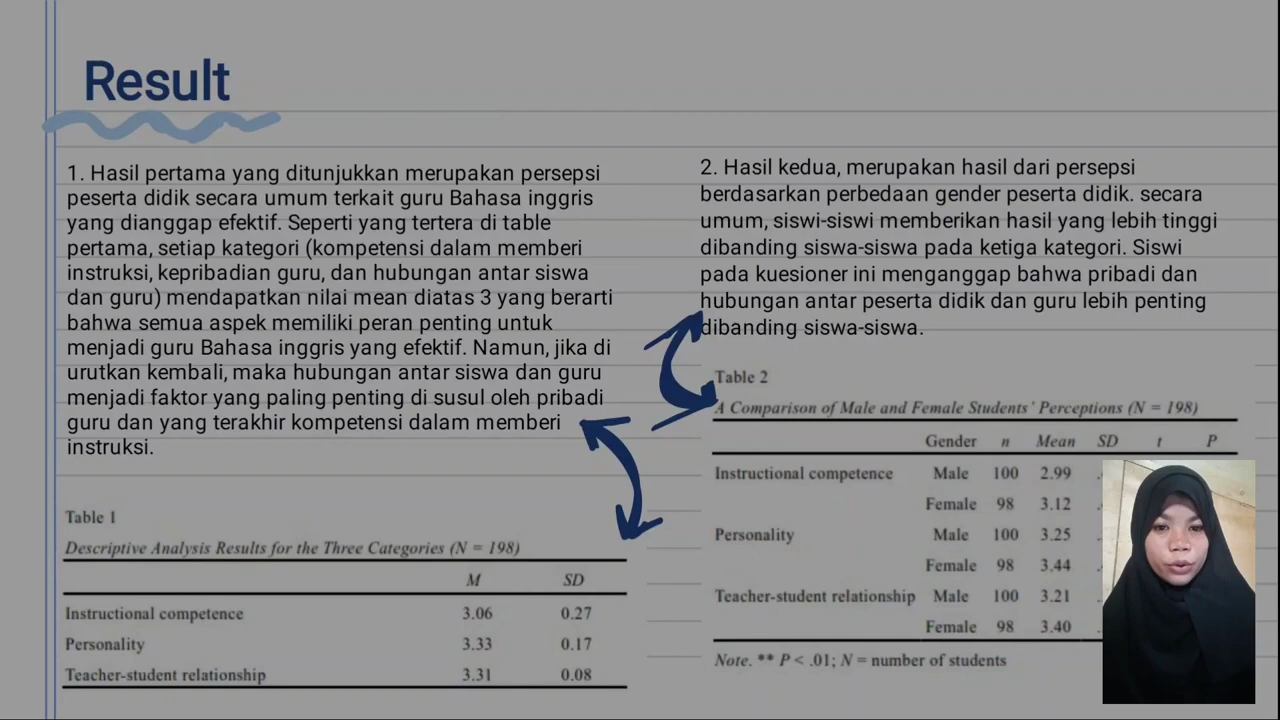 Result
1. Hasil pertama yang ditunjukkan merupakan persepsi
peserta didik secara umum terkait guru Bahasa inggris
yang dianggap efektif. Seperti yang tertera di table
pertama, setiap kategori (kompetensi dalam memberi
instruksi, kepribadian guru, dan hubungan antar siswa
dan guru) mendapatkan nilai mean diatas 3 yang berarti
bahwa semua aspek memiliki peran penting untuk
menjadi guru Bahasa inggris yang efektif. Namun, jika di
urutkan kembali, maka hubungan antar siswa dan guru
menjadi faktor yang paling penting di susul oleh pribadi
guru dan yang terakhir kompetensi dalam memberi
instruksi.
Table 1
Descriptive Analysis Results for the Three Categories (N = 198)
M SD
Instructional competence 3.06 0.27
Personality 3.33 0.17
Teacher-student relationship 3.31 0.08
2. Hasil kedua, merupakan hasil dari persepsi
berdasarkan perbedaan gender peserta didik. secara
umum, siswi-siswi memberikan hasil yang lebih tinggi
dibanding siswa-siswa pada ketiga kategori. Siswi
pada kuesioner ini menganggap bahwa pribadi dan
hubungan antar peserta didik dan guru lebih penting
dibanding siswa-siswa.
Table 2
A Comparison of Male and Female Students' Perceptions (N = 198)
Gender n Mean SD t P
Instructional competence Male 100 2.99
Female 98 3.12
Personality Male 100 3.25
Female 98 3.44
Teacher-student relationship Male 100 3.21
Female 98 3.40
Note. ** P < .01; N = number of students